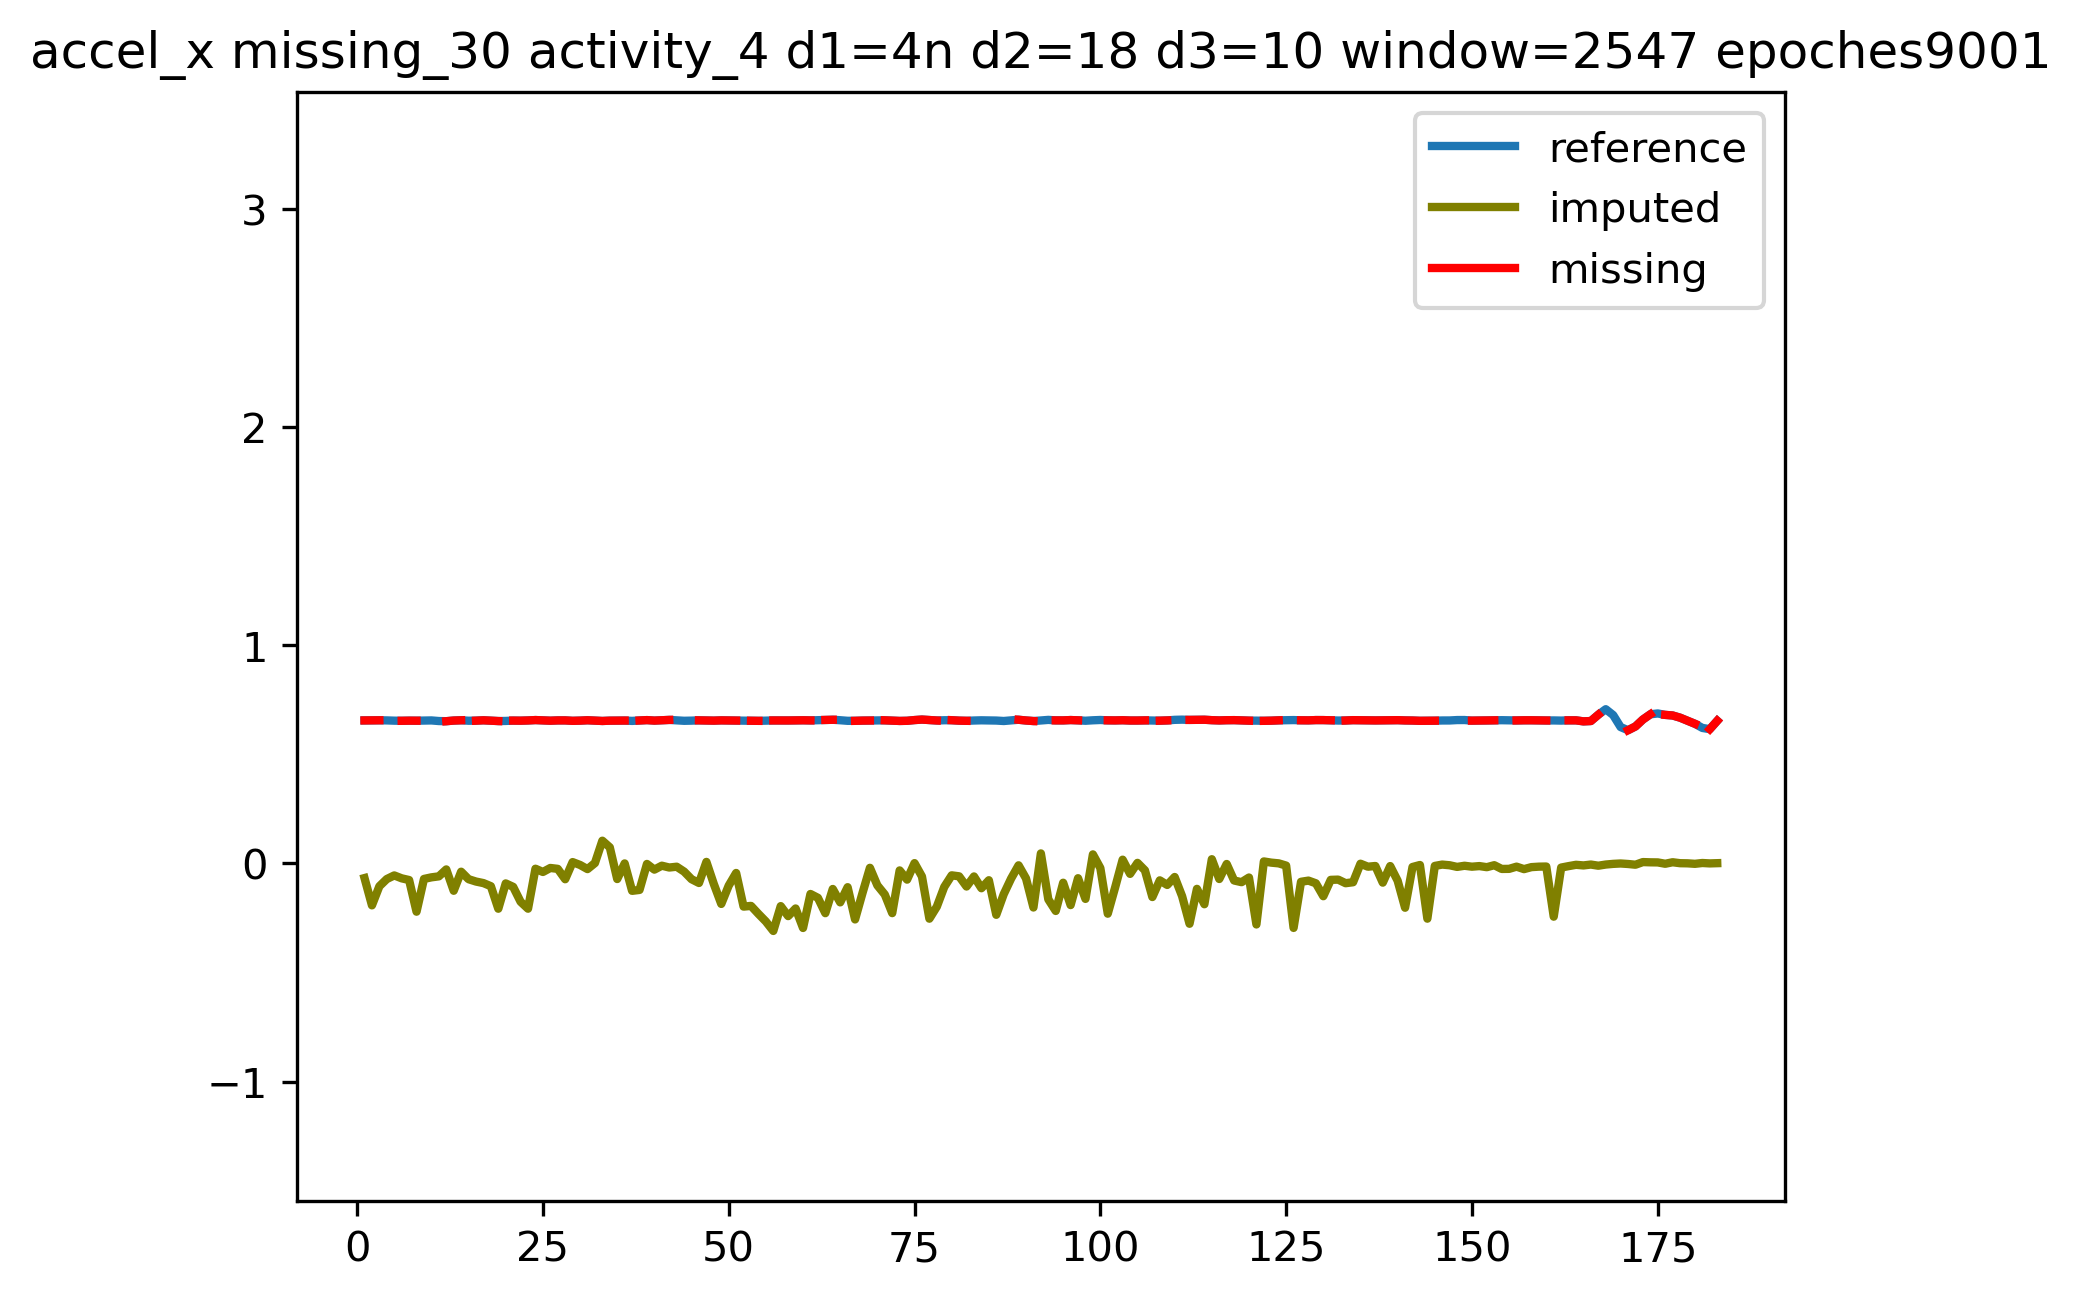 accel_x missing_30 activity_4 d1=4n d2=18 d3=10 window=2547 epoches9001
reference
imputed
missing
3
2
1
0
−1
0 25 50 75 100 125 150 175